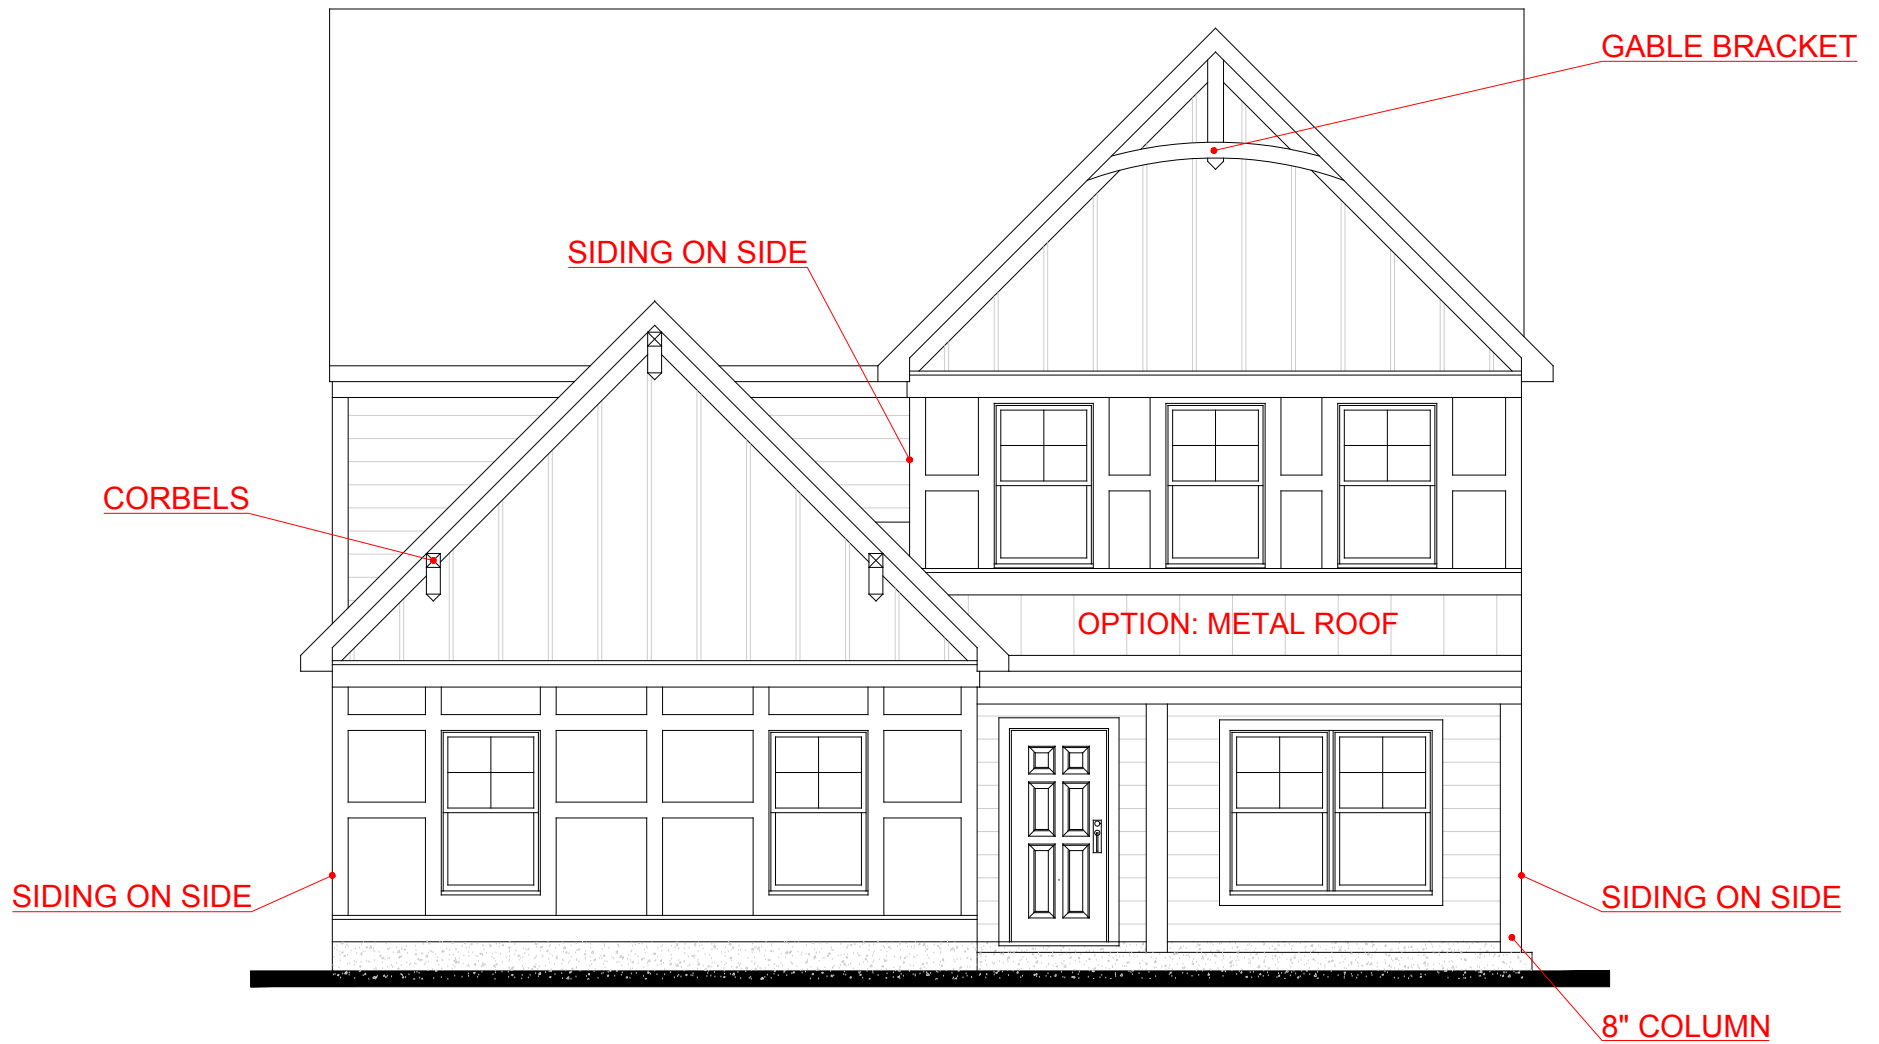 GABLE BRACKET
SIDING ON SIDE
CORBELS
OPTION: METAL ROOF
SIDING ON SIDE
SIDING ON SIDE
8" COLUMN